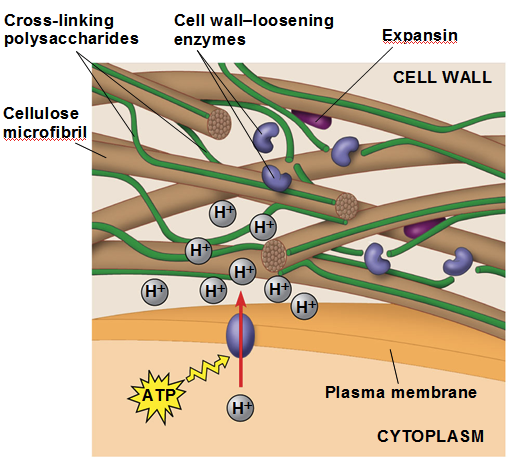 Cross-linking
polysaccharides
Cell wall–loosening
enzymes
Expansin
CELL WALL
Cellulose
microfibril
H+
H+
H+
H+
H+
H+
H+
H+
ATP
H+
Plasma membrane
CYTOPLASM